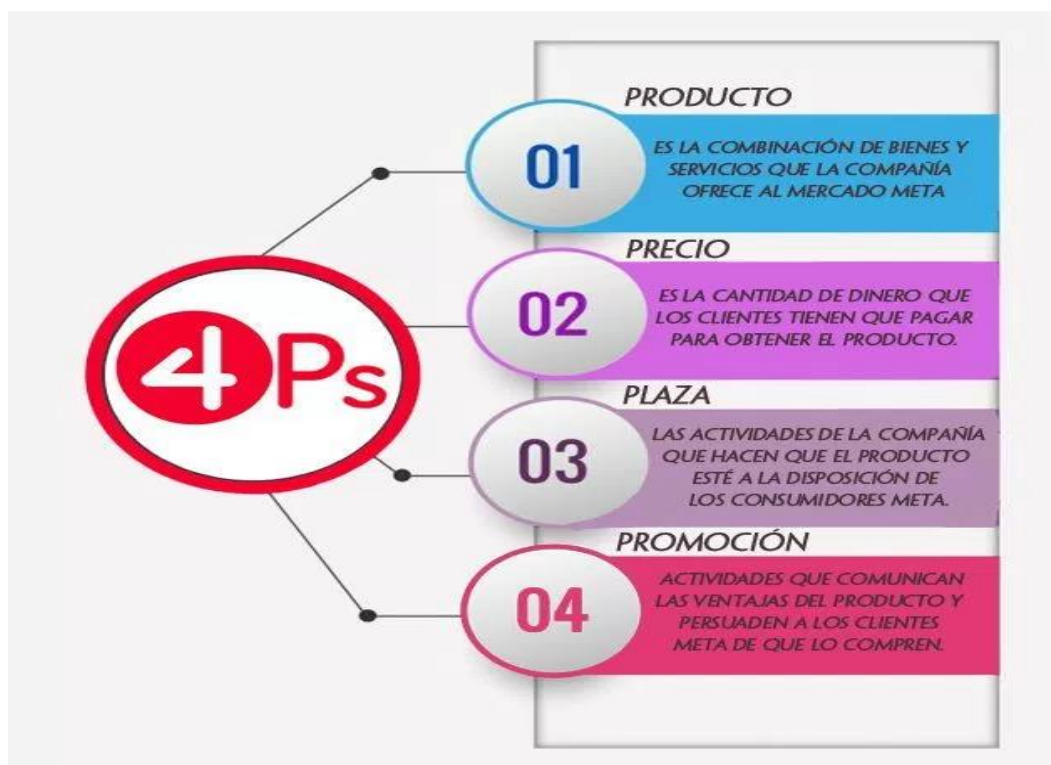 4Ps
PRODUCTO
01
ES LA COMBINACIÓN DE BIENES Y
SERVICIOS QUE LA COMPAÑÍA
OFRECE AL MERCADO META
PRECIO
02
ES LA CANTIDAD DE DINERO QUE
LOS CLIENTES TIENEN QUE PAGAR
PARA OBTENER EL PRODUCTO.
PLAZA
03
LAS ACTIVIDADES DE LA COMPAÑÍA
QUE HACEN QUE EL PRODUCTO
ESTÉ A LA DISPOSICIÓN DE
LOS CONSUMIDORES META.
PROMOCIÓN
04
ACTIVIDADES QUE COMUNICAN
LAS VENTAJAS DEL PRODUCTO Y
PERSUADEN A LOS CLIENTES
META DE QUE LO COMPREN.